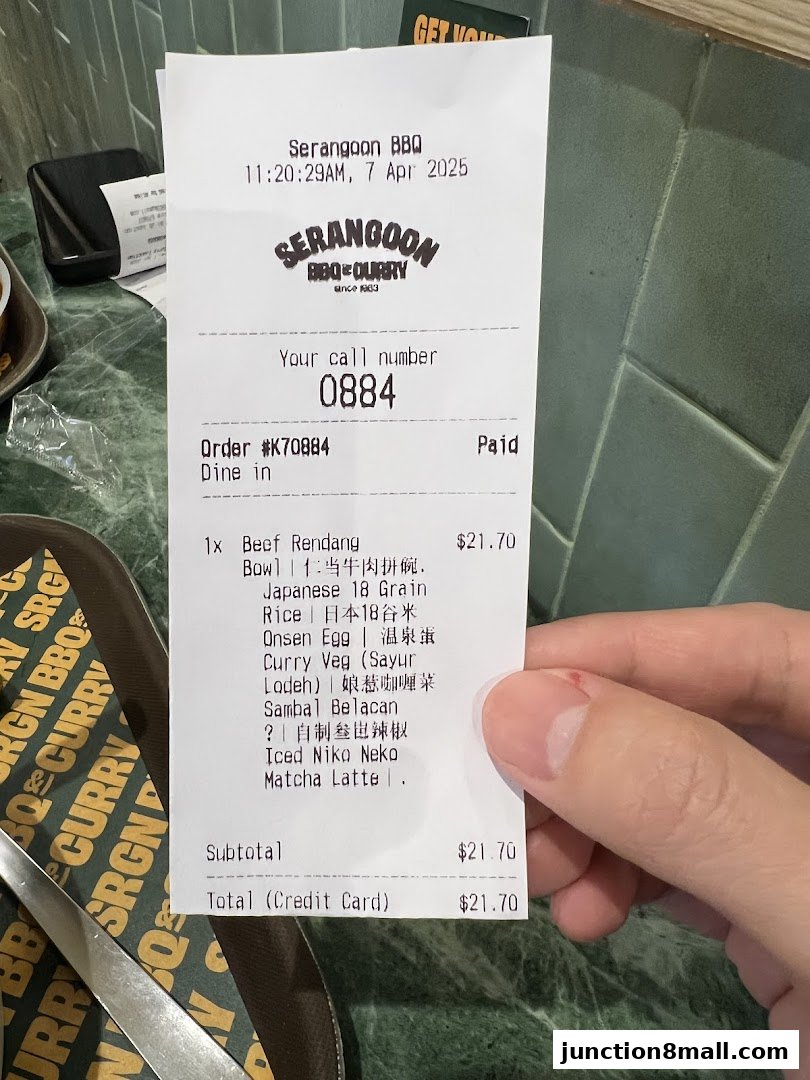 GET YOUR
Serangoon BBQ
11:20:29AM, 7 Apr 2025
SERANGOON
BBQ & CURRY
since 1983
Your call number
0884
Order #K70884 Paid
Dine in
1x Beef Rendang $21.70
Bowl | 仁当牛肉拼碗.
Japanese 18 Grain
Rice | 日本18谷米
Onsen Egg | 温泉蛋
Curry Veg (Sayur
Lodeh) | 娘惹咖喱菜
Sambal Belacan
? | 自制叁峇辣椒
Iced Niko Neko
Matcha Latte | .
Subtotal $21.70
Total (Credit Card) $21.70
SRGN BBQ & CURRY
junction8mall.com